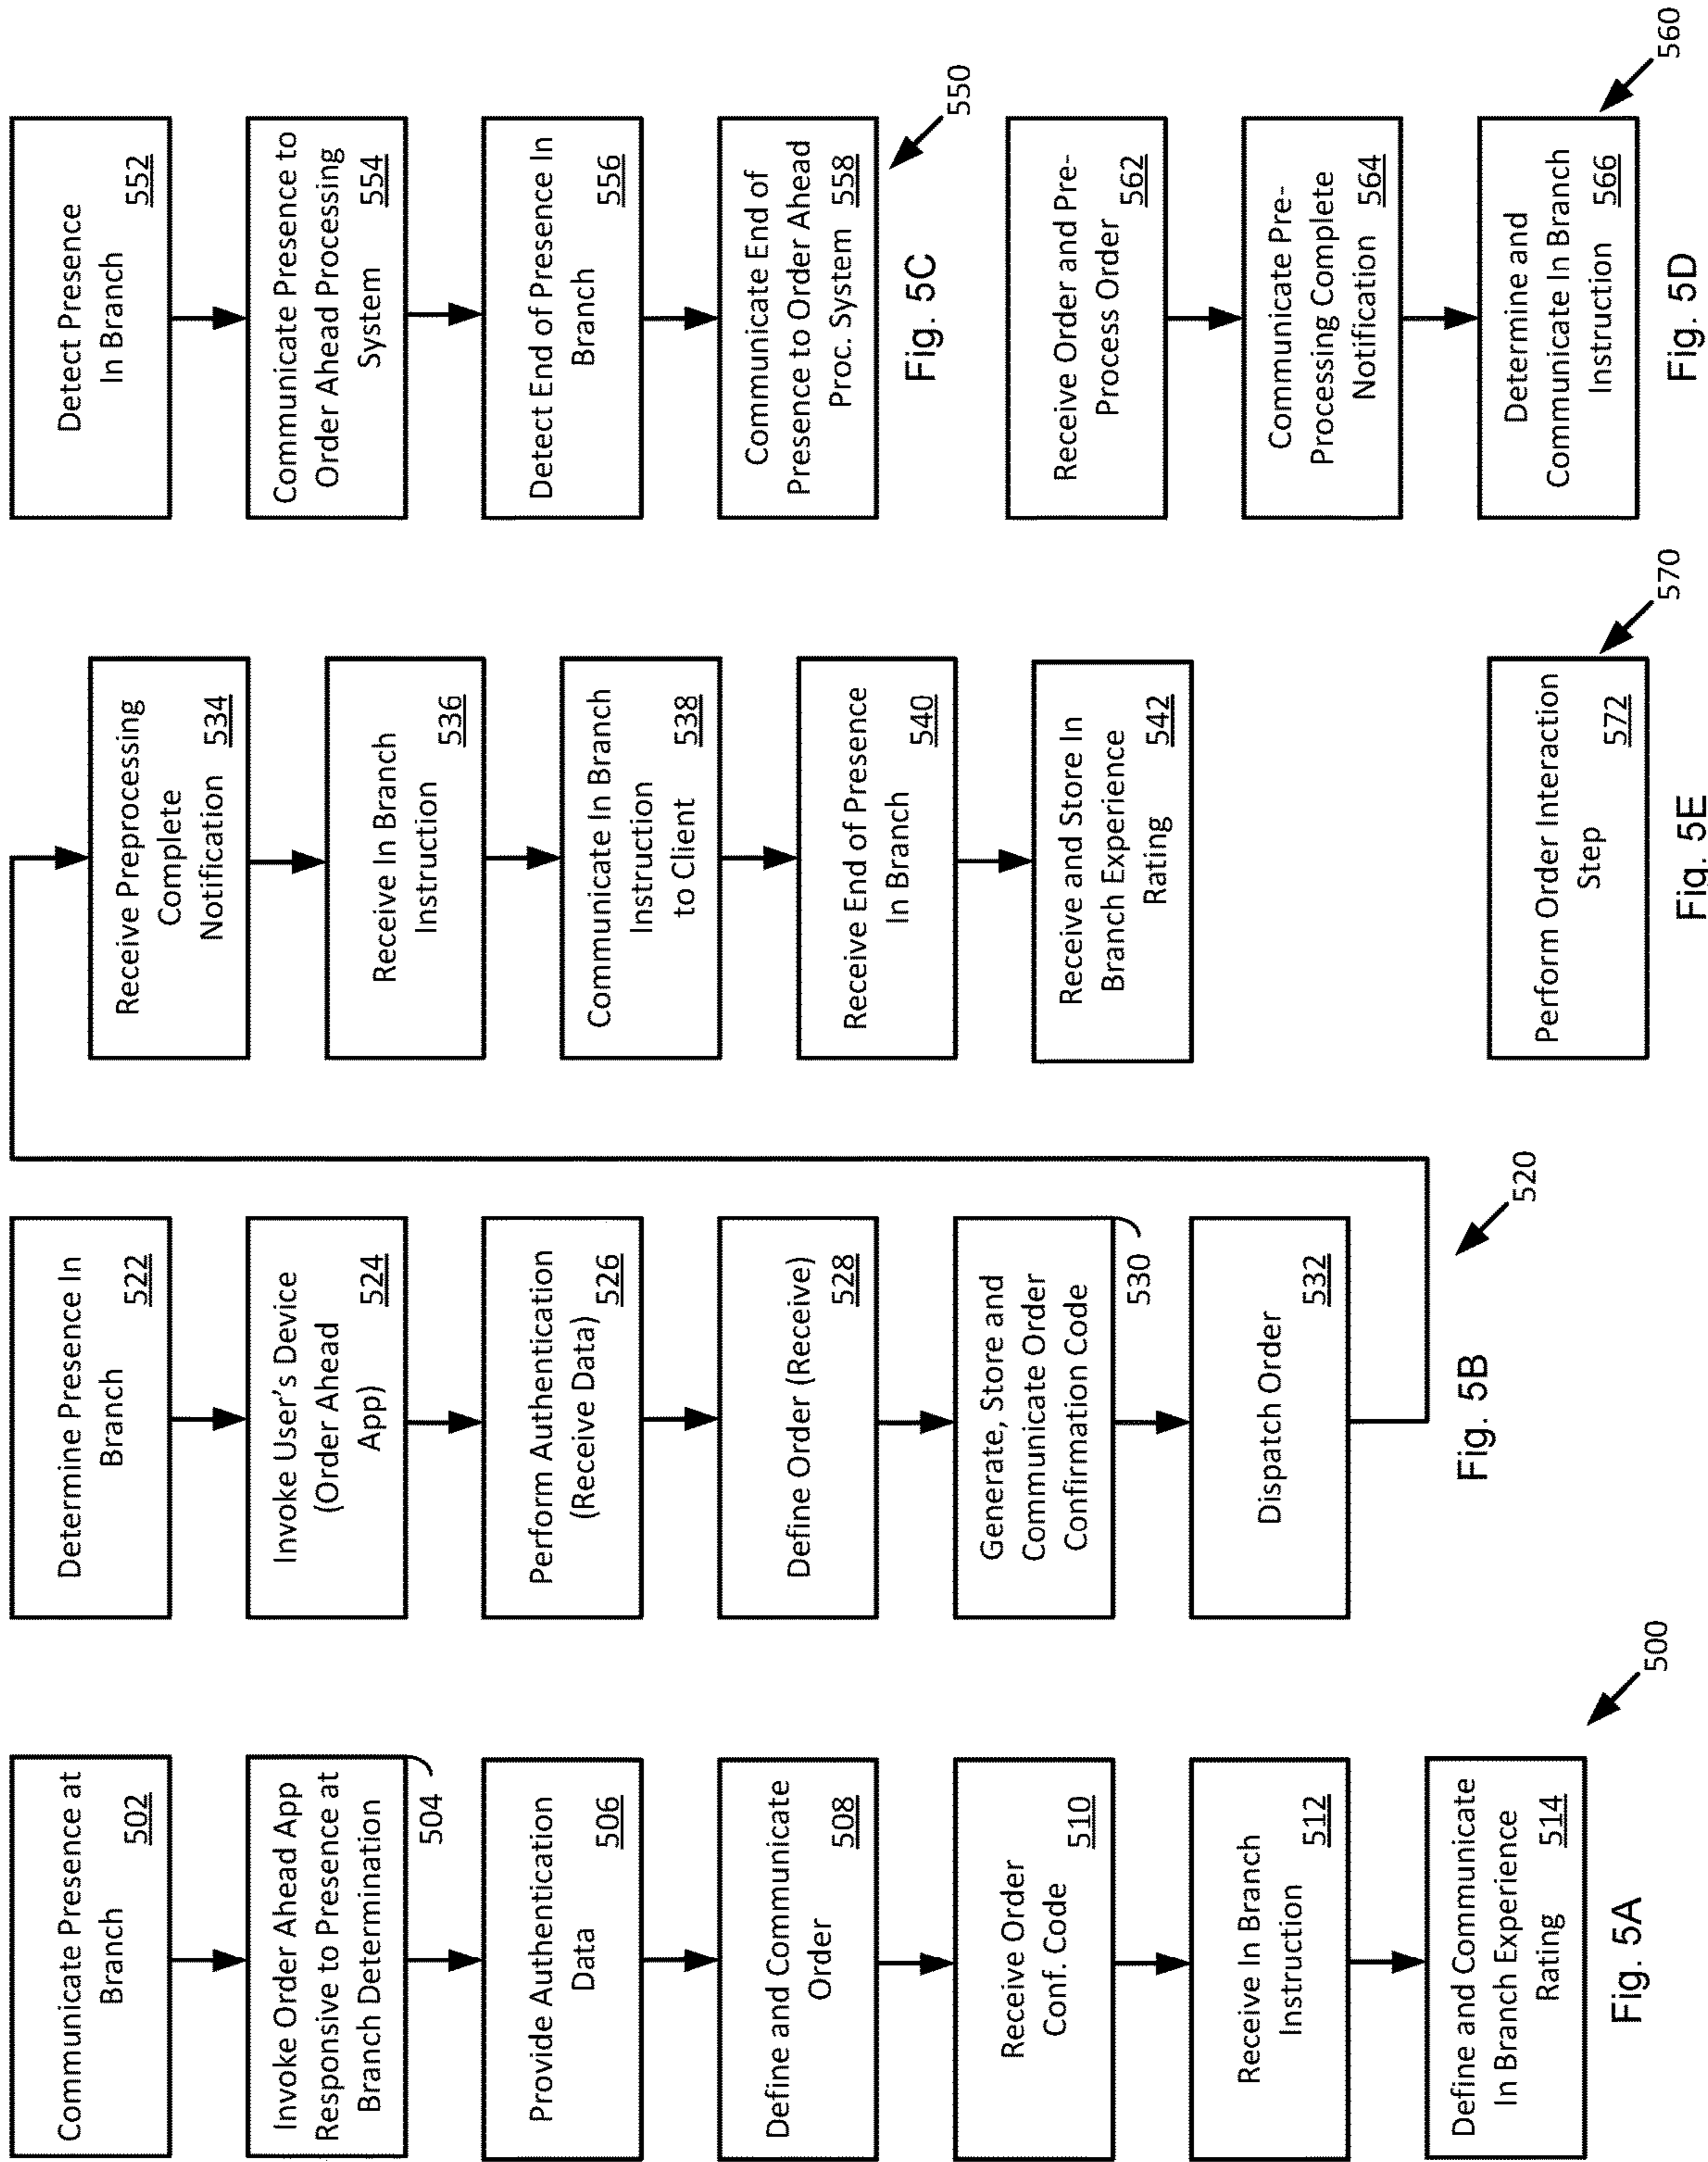 Communicate Presence at
Branch
502
Invoke Order Ahead App
Responsive to Presence at
Branch Determination
504
Provide Authentication
Data
506
Define and Communicate
Order
508
Receive Order
Conf. Code
510
Receive In Branch
Instruction
512
Define and Communicate
In Branch Experience
Rating 514
500
Fig. 5A
Determine Presence In
Branch
522
Invoke User's Device
(Order Ahead
App)
524
Perform Authentication
(Receive Data)
526
Define Order (Receive)
528
Generate, Store and
Communicate Order
Confirmation Code
530
Dispatch Order
532
520
Fig. 5B
Receive Preprocessing
Complete
Notification 534
Receive In Branch
Instruction
536
Communicate In Branch
Instruction
to Client
538
Receive End of Presence
In Branch
540
Receive and Store In
Branch Experience
Rating
542
Perform Order Interaction
Step
572
570
Fig. 5E
Detect Presence
In Branch
552
Communicate Presence to
Order Ahead Processing
System 554
Detect End of Presence In
Branch
556
Communicate End of
Presence to Order Ahead
Proc. System 558
550
Fig. 5C
Receive Order and Pre-
Process Order
562
Communicate Pre-
Processing Complete
Notification 564
Determine and
Communicate In Branch
Instruction 566
560
Fig. 5D